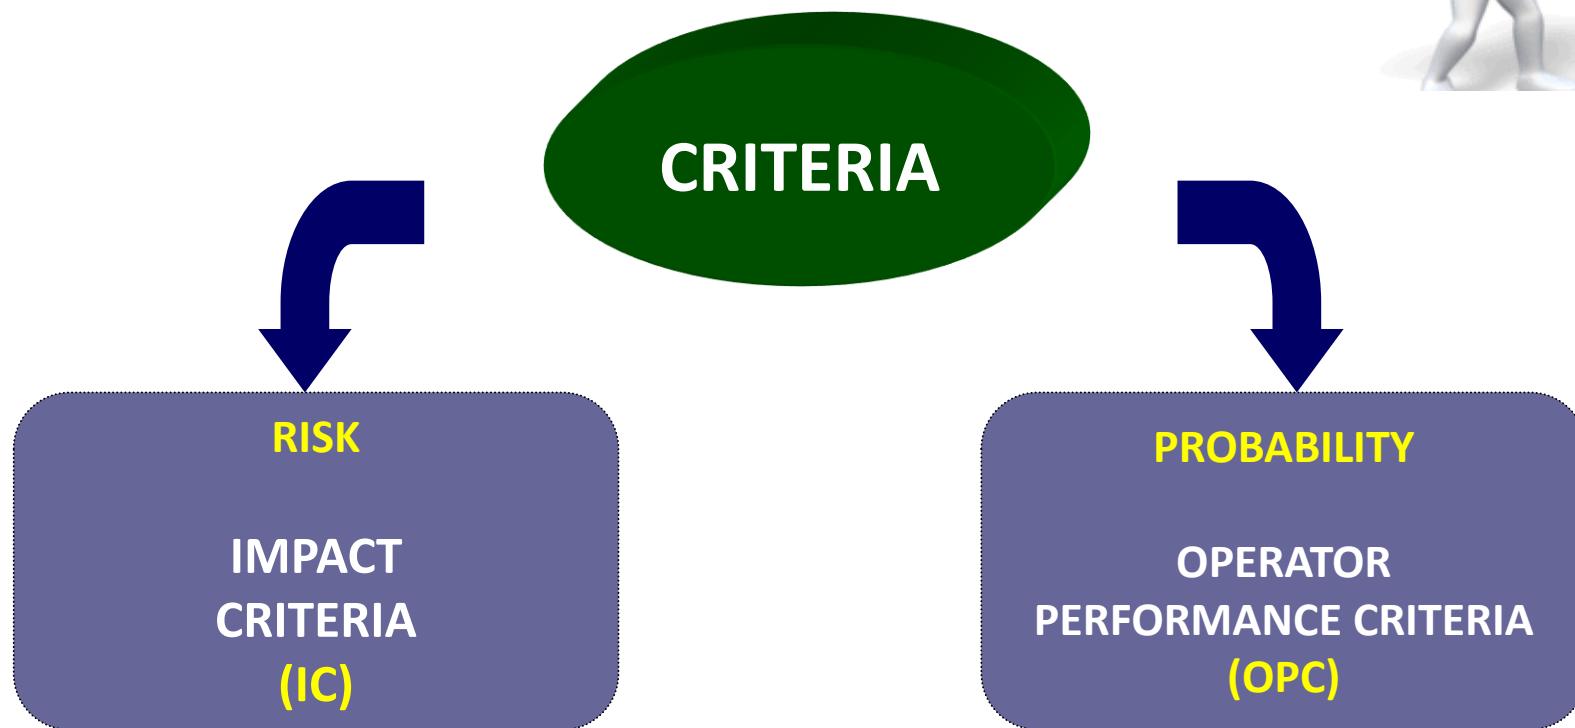 CRITERIA
RISK
IMPACT
CRITERIA
(IC)
PROBABILITY
OPERATOR
PERFORMANCE CRITERIA
(OPC)